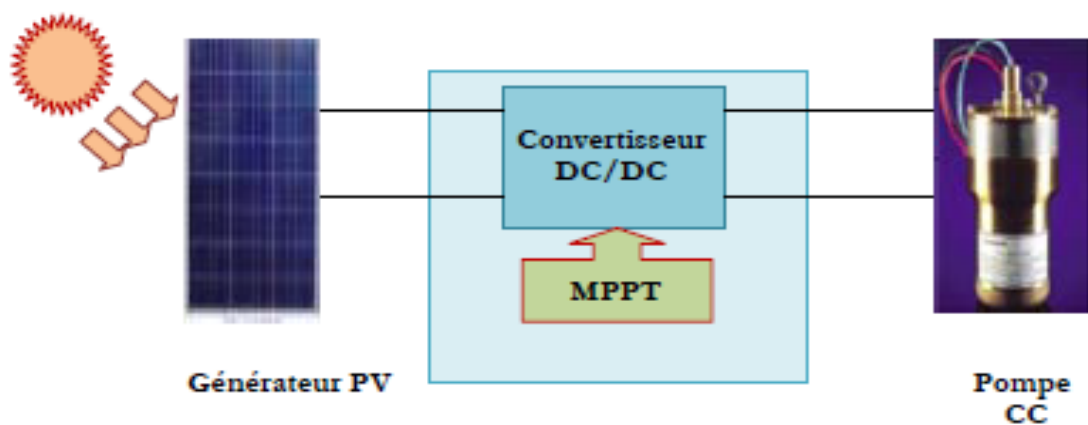 Convertisseur
DC/DC
MPPT
Générateur PV
Pompe
CC